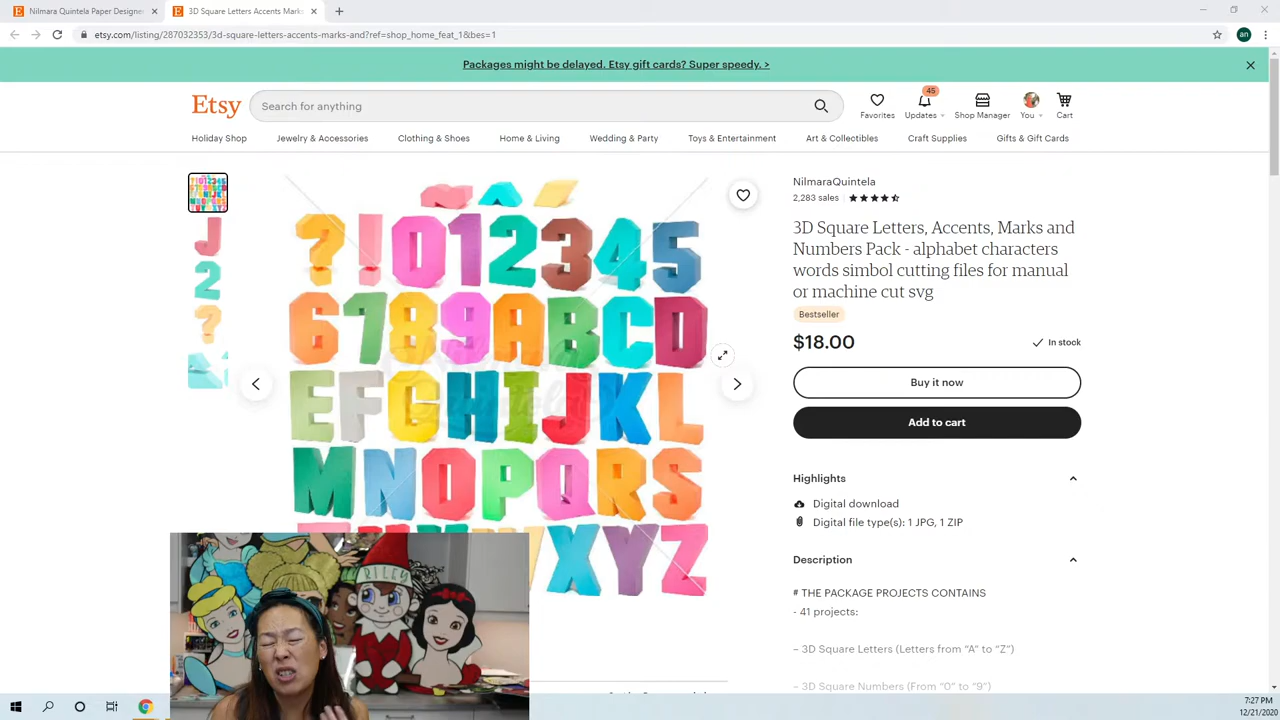 Nilmara Quintela Paper Designer
3D Square Letters Accents Marks
etsy.com/listing/287032353/3d-square-letters-accents-marks-and?ref=shop_home_feat_1&bes=1
an
Packages might be delayed. Etsy gift cards? Super speedy. >
Etsy
Search for anything
45
Favorites
Updates
Shop Manager
You
Cart
Holiday Shop
Jewelry & Accessories
Clothing & Shoes
Home & Living
Wedding & Party
Toys & Entertainment
Art & Collectibles
Craft Supplies
Gifts & Gift Cards
J
2
?
?!012345
6789ABCD
EFGHIJKL
MNOPQRS
XYZ
RILEY
NilmaraQuintela
2,283 sales
3D Square Letters, Accents, Marks and
Numbers Pack - alphabet characters
words simbol cutting files for manual
or machine cut svg
Bestseller
$18.00
In stock
Buy it now
Add to cart
Highlights
Digital download
Digital file type(s): 1 JPG, 1 ZIP
Description
# THE PACKAGE PROJECTS CONTAINS
- 41 projects:
– 3D Square Letters (Letters from “A” to “Z”)
– 3D Square Numbers (From “0” to “9”)
7:27 PM
12/21/2020